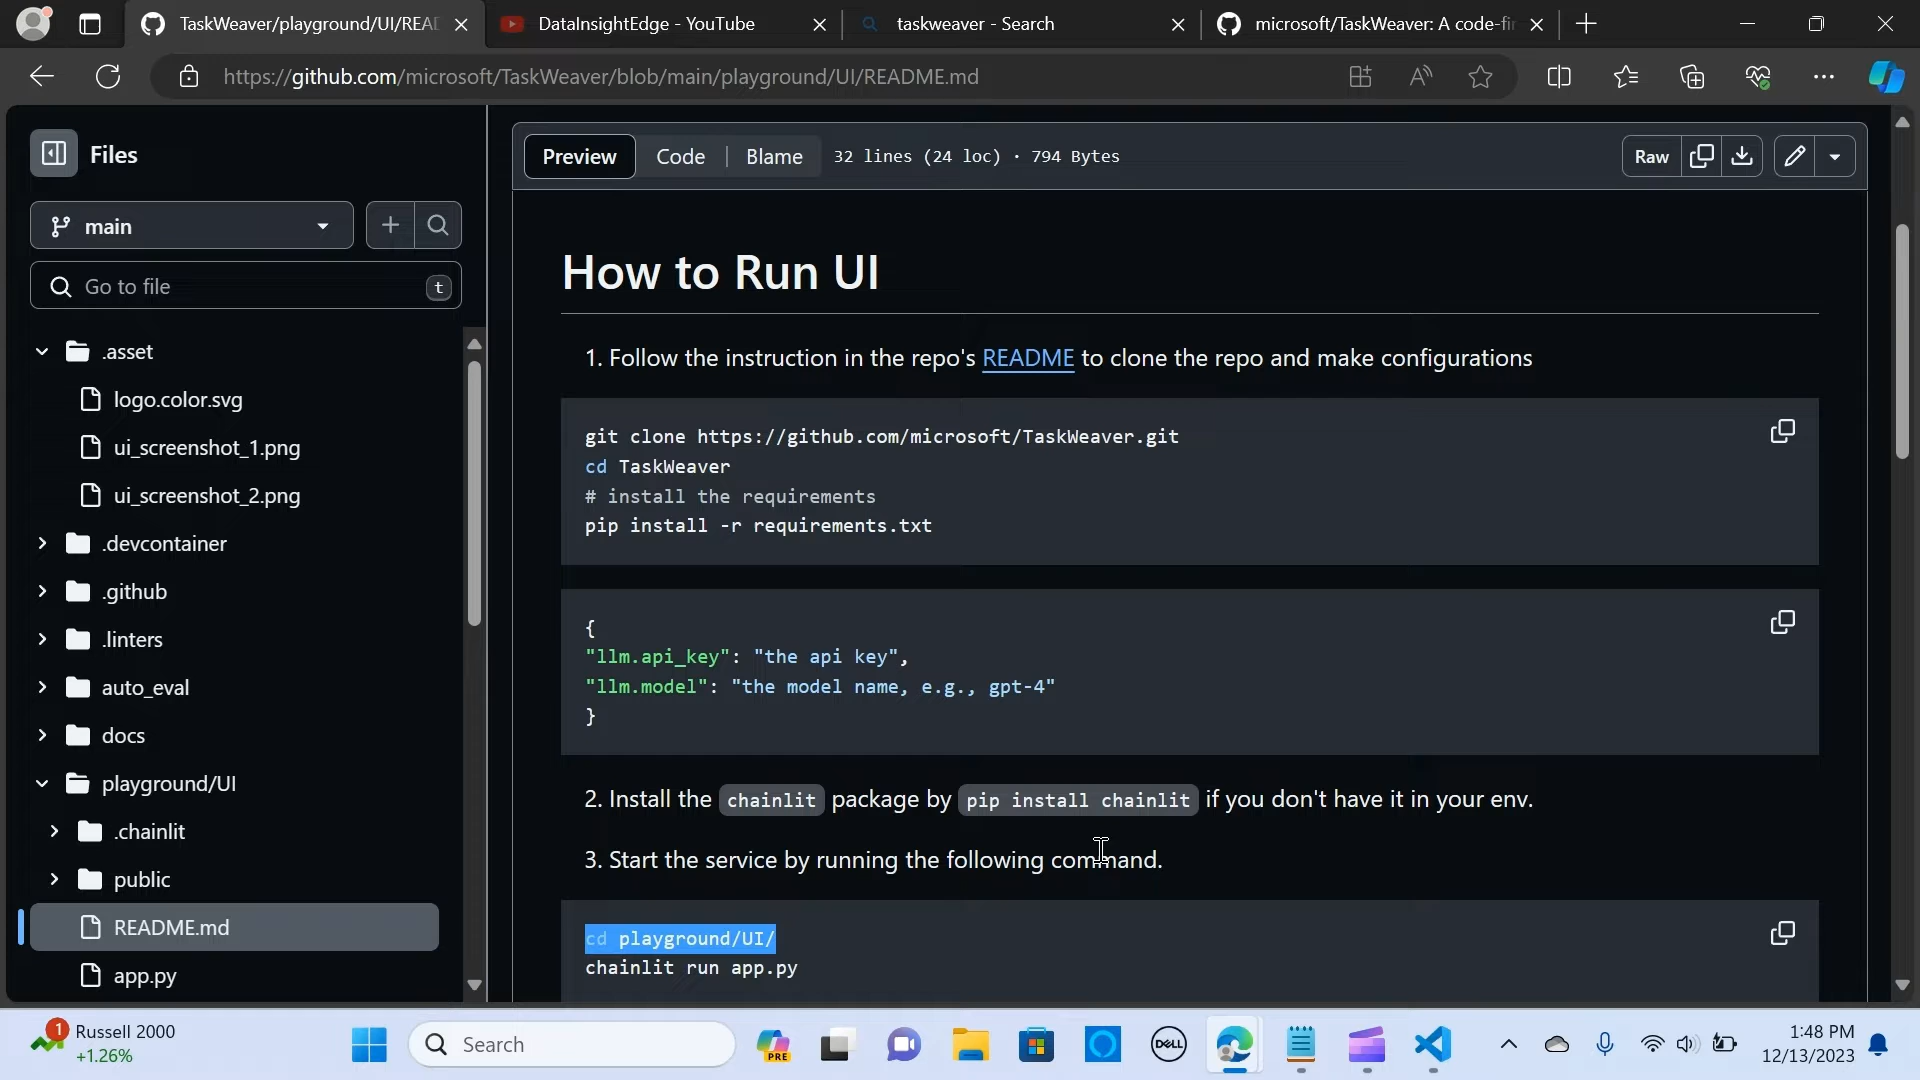 TaskWeaver/playground/UI/REA
DataInsightEdge - YouTube
taskweaver - Search
microsoft/TaskWeaver: A code-fi
https://github.com/microsoft/TaskWeaver/blob/main/playground/UI/README.md
Files
main
Go to file
t
.asset
logo.color.svg
ui_screenshot_1.png
ui_screenshot_2.png
.devcontainer
.github
.linters
auto_eval
docs
playground/UI
.chainlit
public
README.md
app.py
Preview
Code
Blame
32 lines (24 loc) · 794 Bytes
Raw
How to Run UI
1. Follow the instruction in the repo's README to clone the repo and make configurations
git clone https://github.com/microsoft/TaskWeaver.git
cd TaskWeaver
# install the requirements
pip install -r requirements.txt
{
"llm.api_key": "the api key",
"llm.model": "the model name, e.g., gpt-4"
}
2. Install the chainlit package by pip install chainlit if you don't have it in your env.
3. Start the service by running the following command.
cd playground/UI/
chainlit run app.py
1
Russell 2000
+1.26%
Search
PRE
DELL
1:48 PM
12/13/2023